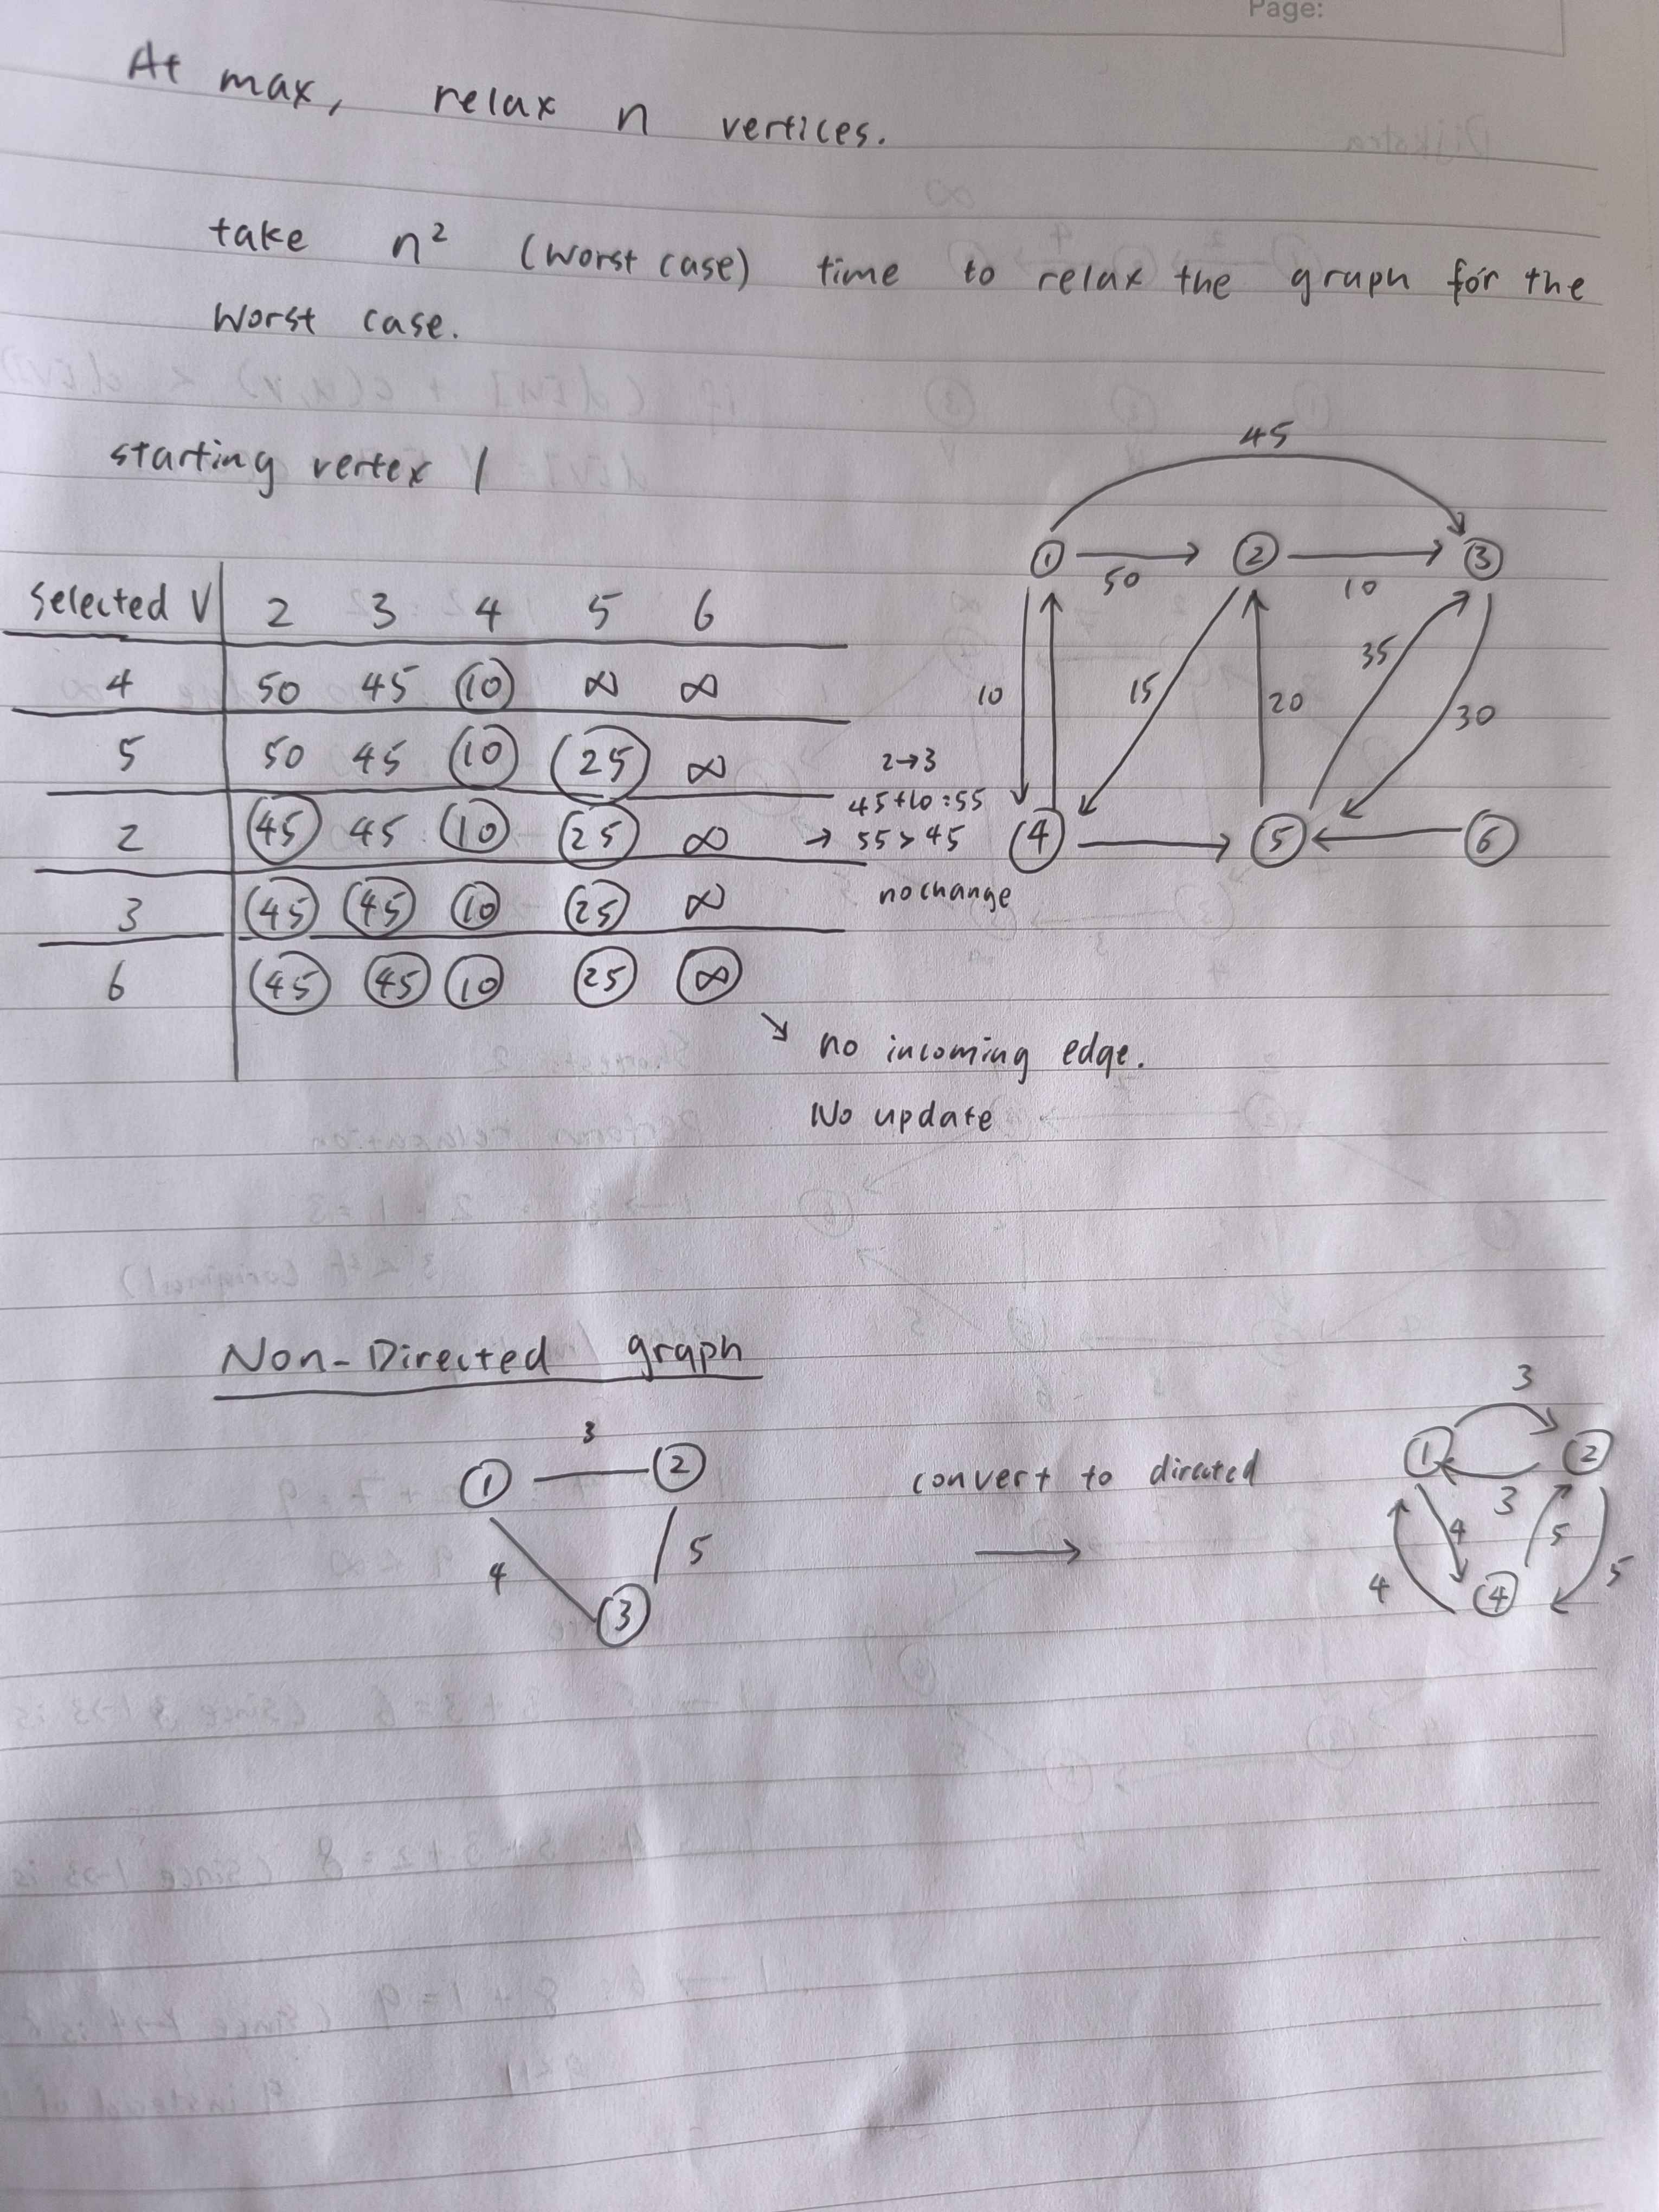 Page:
At max, relax n vertices.
take n² (worst case) time to relax the graph for the
worst case.
starting vertex 1
Selected V 2 3 4 5 6
4 50 45 10 ∞ ∞
5 50 45 10 25 ∞
2 45 45 10 25 ∞
3 45 45 10 25 ∞
6 45 45 10 25 ∞
2→3
45+10=55
→ 55>45
no change
↘ no incoming edge.
No update
45
1 50 2 10 3
10 15 20 35 30
4 5 6
Non-Directed graph
3
1 2
4 5
3
convert to directed
→
3
1 2
3
4 4 5 5
4